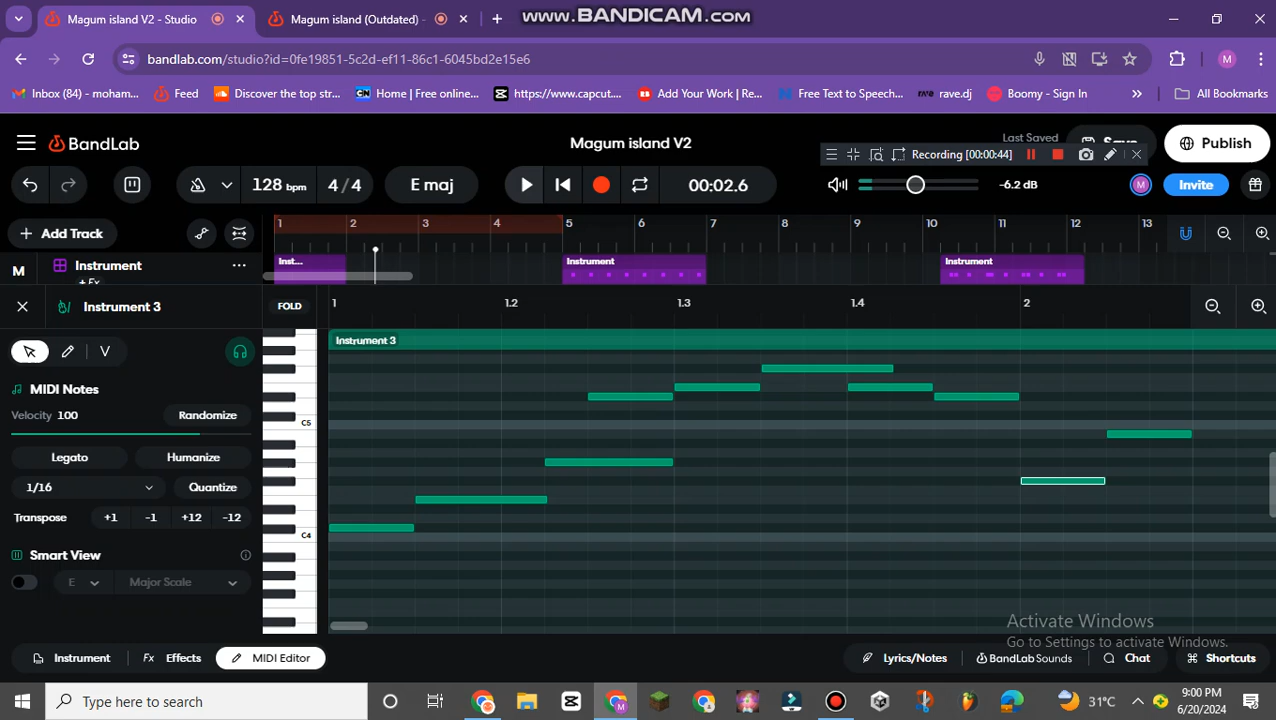 Magum island V2 - Studio
Magum island (Outdated) -
www.BANDICAM.com
bandlab.com/studio?id=0fe19851-5c2d-ef11-86c1-6045bd2e15e6
M
Inbox (84) – moham...
Feed
Discover the top str...
CN
Home | Free online...
https://www.capcut....
Add Your Work | Re...
Free Text to Speech...
rave.dj
Boomy - Sign In
All Bookmarks
BandLab
Magum island V2
Last Saved
Save
Publish
Recording [00:00:44]
128 bpm
4/4
E maj
00:02.6
-6.2 dB
M
Invite
Add Track
1 2 3 4 5 6 7 8 9 10 11 12 13
M
Instrument
Inst...
Instrument
Instrument
+ Fx
Instrument 3
FOLD
1 1.2 1.3 1.4 2
V
Instrument 3
MIDI Notes
Velocity 100
Randomize
C5
Legato
Humanize
1/16
Quantize
Transpose +1 -1 +12 -12
C4
Smart View
E
Major Scale
Activate Windows
Go to Settings to activate Windows.
Instrument
Fx Effects
MIDI Editor
Lyrics/Notes
BandLab Sounds
Chat
Shortcuts
Type here to search
31°C
9:00 PM
6/20/2024